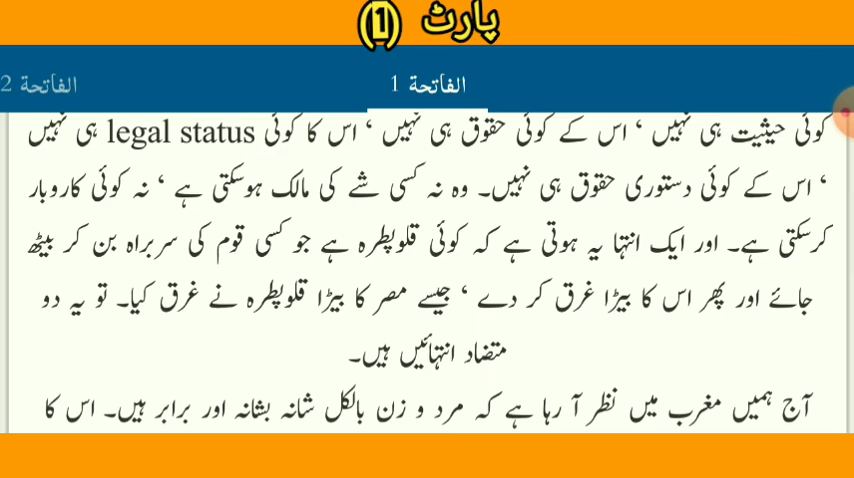 پارٹ (1)
الفاتحة 1
الفاتحة 2
کوئی حیثیت ہی نہیں ‘ اس کے کوئی حقوق ہی نہیں ‘ اس کا کوئی legal status ہی نہیں
‘ اس کے کوئی دستوری حقوق ہی نہیں۔ وہ نہ کسی شے کی مالک ہوسکتی ہے ‘ نہ کوئی کاروبار
کرسکتی ہے۔ اور ایک انتہا یہ ہوتی ہے کہ کوئی قلوپطرہ ہے جو کسی قوم کی سربراہ بن کر بیٹھ
جائے اور پھر اس کا بیڑا غرق کر دے ‘ جیسے مصر کا بیڑا قلوپطرہ نے غرق کیا۔ تو یہ دو
متضاد انتہائیں ہیں۔
آج ہمیں مغرب میں نظر آ رہا ہے کہ مرد و زن بالکل شانہ بشانہ اور برابر ہیں۔ اس کا